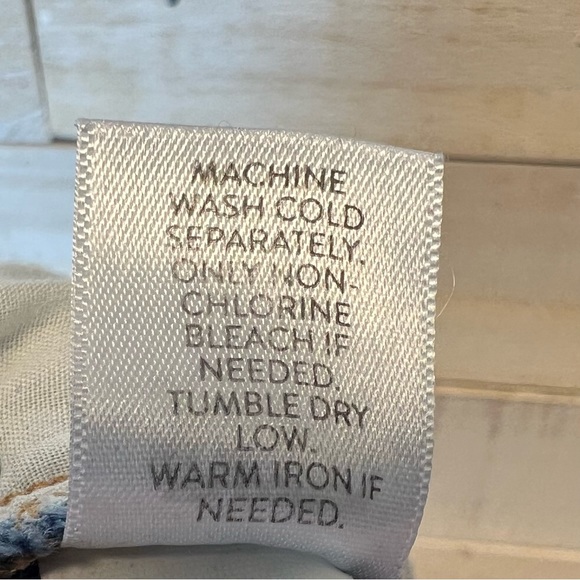 MACHINE
WASH COLD
SEPARATELY.
ONLY NON-
CHLORINE
BLEACH IF
NEEDED.
TUMBLE DRY
LOW.
WARM IRON IF
NEEDED.